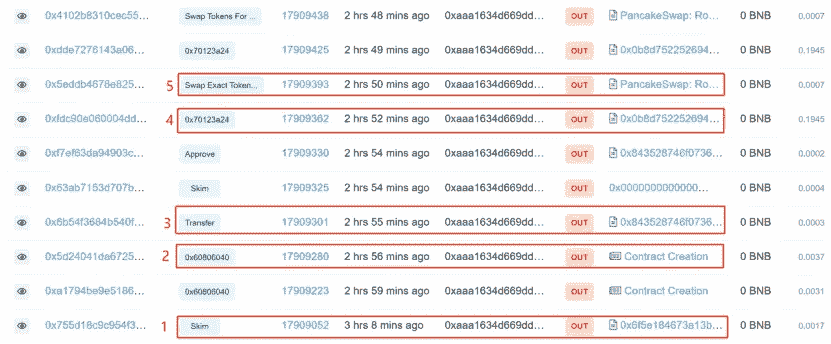 0x4102b8310cec55... Swap Tokens For ... 17909438 2 hrs 48 mins ago 0xaaa1634d669dd... OUT PancakeSwap: Ro... 0 BNB 0.0007
0xdde7276143a06... 0x70123a24 17909425 2 hrs 49 mins ago 0xaaa1634d669dd... OUT 0x0b8d752252694... 0 BNB 0.1945
0x5eddb4678e825... 5 Swap Exact Token... 17909393 2 hrs 50 mins ago 0xaaa1634d669dd... OUT PancakeSwap: Ro... 0 BNB 0.0007
0xfdc90e060004dd... 4 0x70123a24 17909362 2 hrs 52 mins ago 0xaaa1634d669dd... OUT 0x0b8d752252694... 0 BNB 0.1945
0xf7ef63da94903c... Approve 17909330 2 hrs 54 mins ago 0xaaa1634d669dd... OUT 0x843528746f0736... 0 BNB 0.0002
0x63ab7153d707b... Skim 17909325 2 hrs 54 mins ago 0xaaa1634d669dd... OUT 0x0000000000000... 0 BNB 0.0004
0x8b54f3684b540f... 3 Transfer 17909301 2 hrs 55 mins ago 0xaaa1634d669dd... OUT 0x843528746f0736... 0 BNB 0.0003
0x5d24041da6725... 2 0x60806040 17909280 2 hrs 56 mins ago 0xaaa1634d669dd... OUT Contract Creation 0 BNB 0.0037
0xa1794be9e5186... 0x60806040 17909223 2 hrs 59 mins ago 0xaaa1634d669dd... OUT Contract Creation 0 BNB 0.0031
0x755d18c9c954f3... 1 Skim 17909052 3 hrs 8 mins ago 0xaaa1634d669dd... OUT 0x6f5e184673a13b... 0 BNB 0.0017